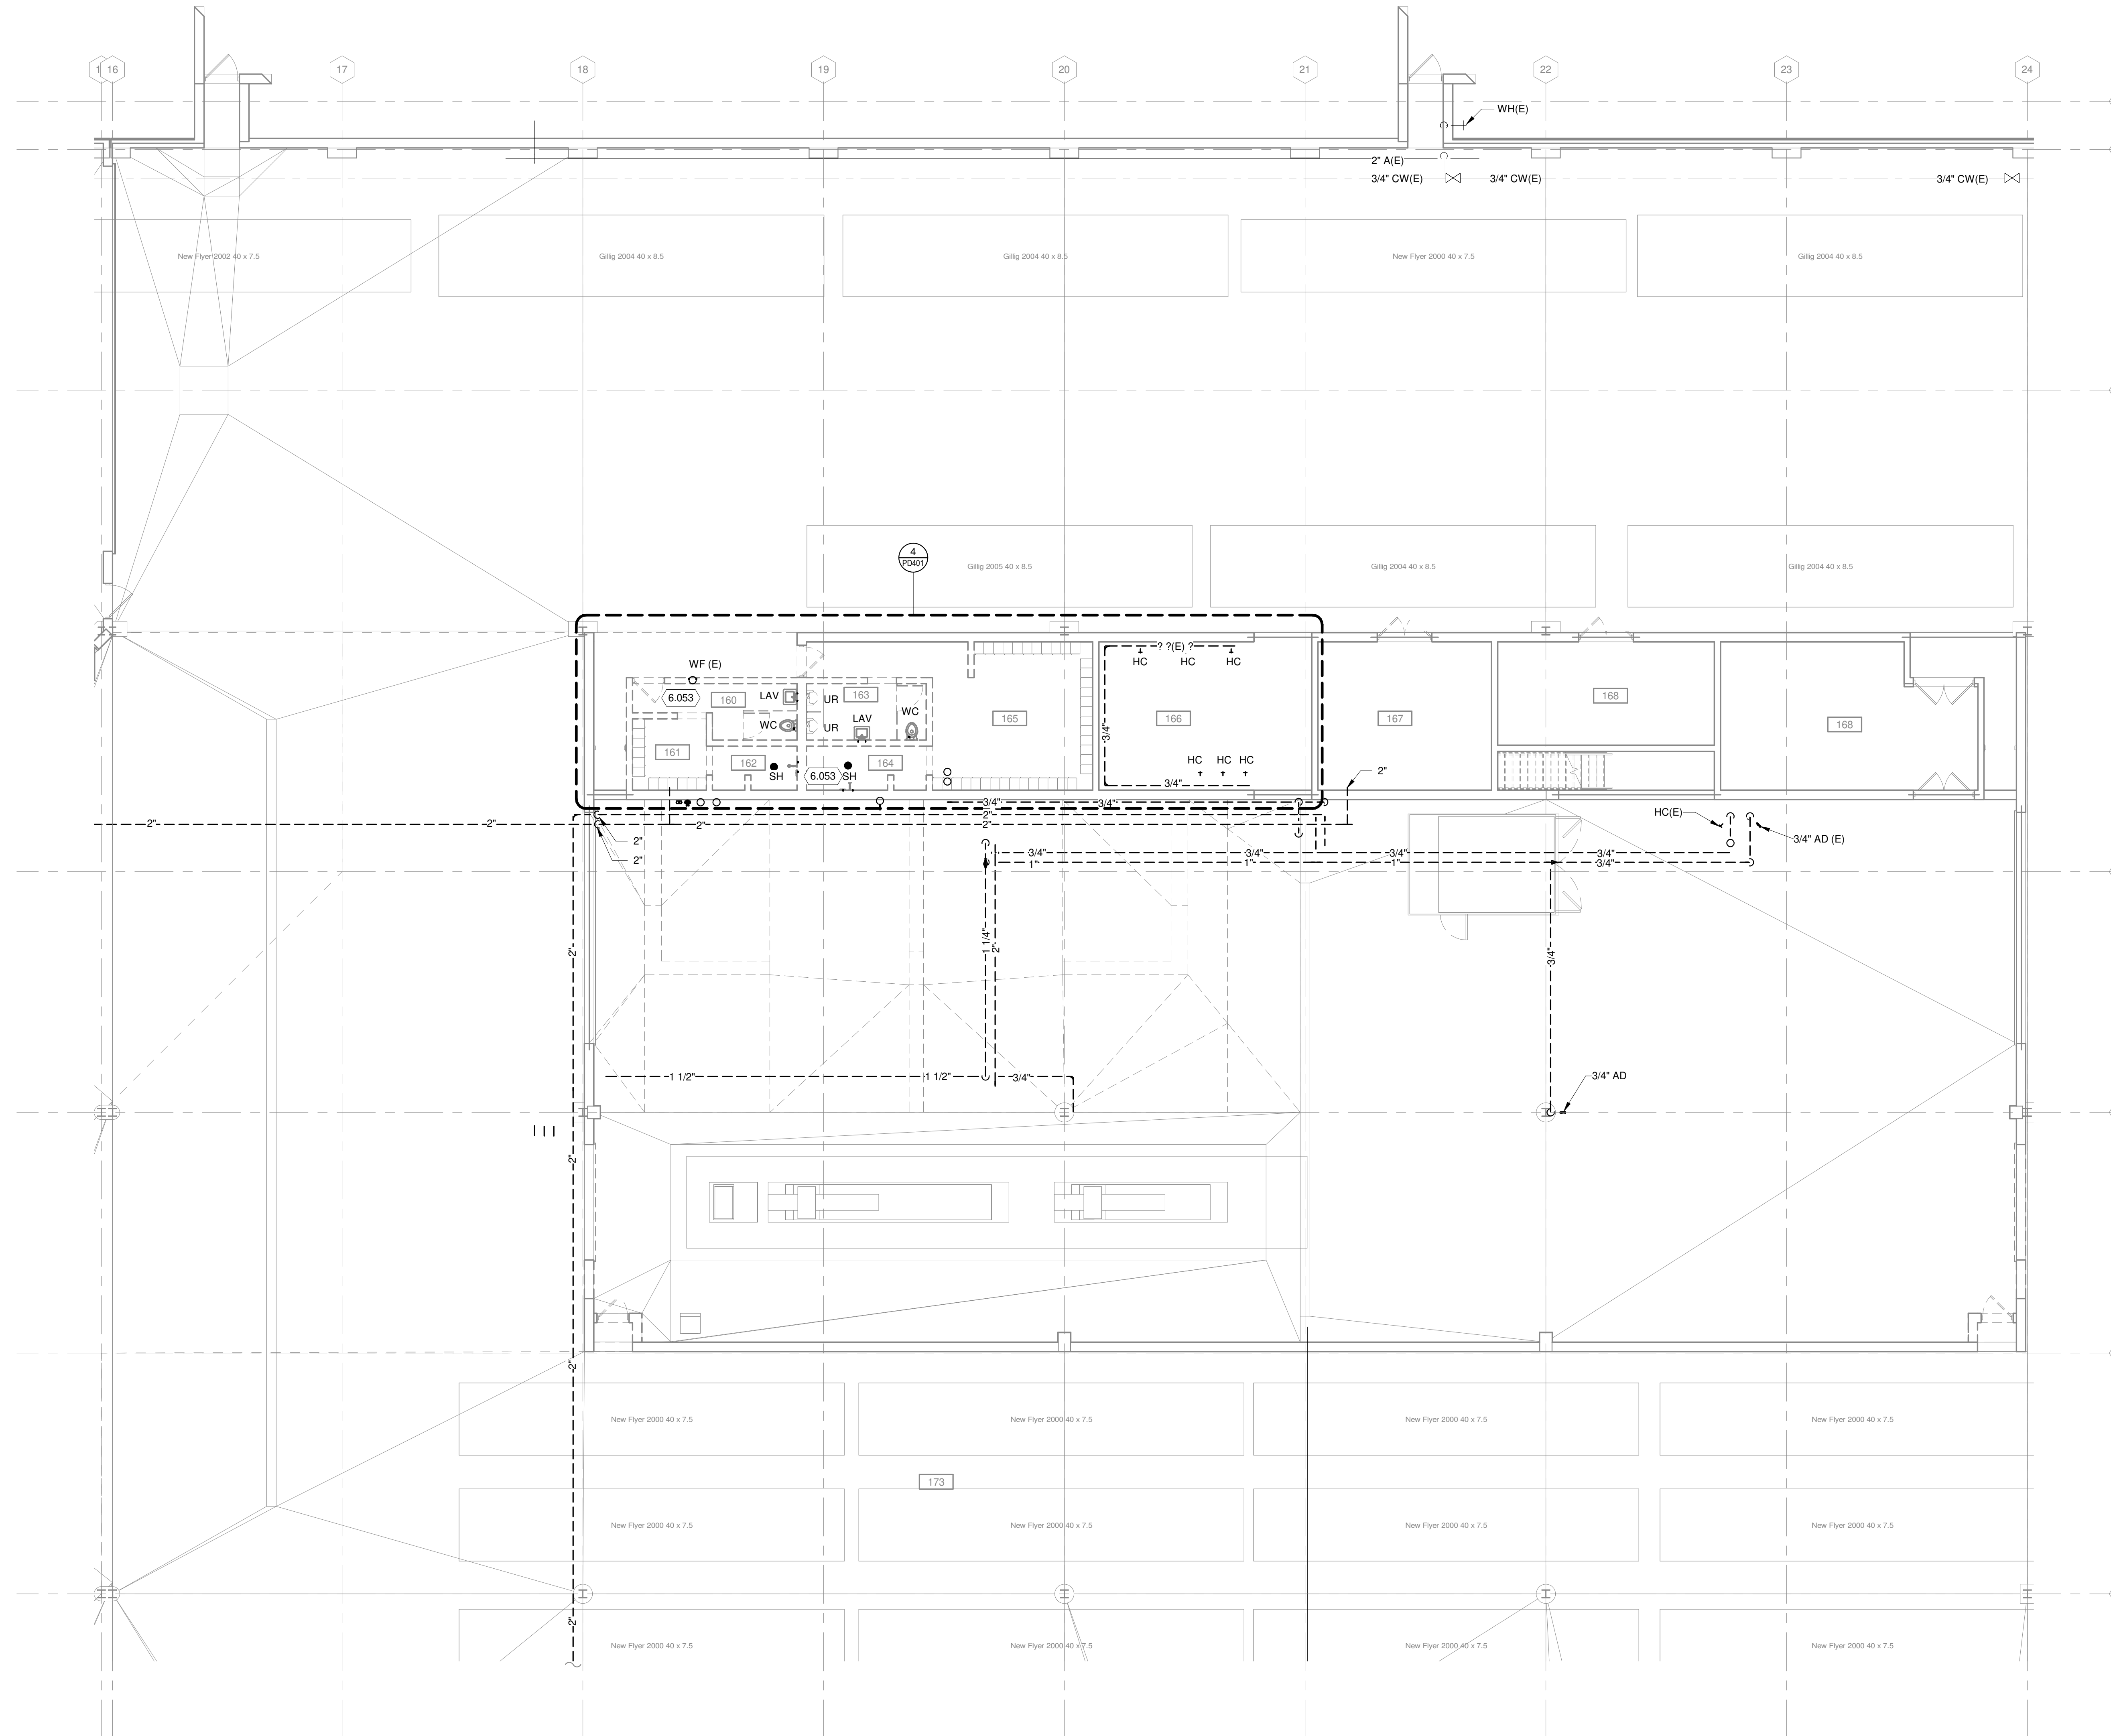 1
16
17
18
19
20
21
22
23
24
WH(E)
2" A(E)
3/4" CW(E)
3/4" CW(E)
3/4" CW(E)
New Flyer 2002 40 x 7.5
Gillig 2004 40 x 8.5
Gillig 2004 40 x 8.5
New Flyer 2000 40 x 7.5
Gillig 2004 40 x 8.5
4
PD401
Gillig 2005 40 x 8.5
Gillig 2004 40 x 8.5
Gillig 2004 40 x 8.5
? ?(E) ?
WF (E)
HC
HC
HC
6.053
160
LAV
163
UR
WC
WC
UR
LAV
165
166
167
168
168
3/4"
161
162
SH
6.053
SH
164
HC
HC
HC
3/4"
2"
3/4"
3/4"
2"
2"
2"
2"
2"
HC(E)
2"
2"
3/4" AD (E)
3/4"
3/4"
3/4"
3/4"
1"
1"
1"
3/4"
2"
1 1/4"
2"
3/4"
1 1/2"
1 1/2"
3/4"
3/4" AD
2"
2"
New Flyer 2000 40 x 7.5
New Flyer 2000 40 x 7.5
New Flyer 2000 40 x 7.5
New Flyer 2000 40 x 7.5
173
New Flyer 2000 40 x 7.5
New Flyer 2000 40 x 7.5
New Flyer 2000 40 x 7.5
New Flyer 2000 40 x 7.5
2"
New Flyer 2000 40 x 7.5
New Flyer 2000 40 x 7.5
New Flyer 2000 40 x 7.5
New Flyer 2000 40 x 7.5